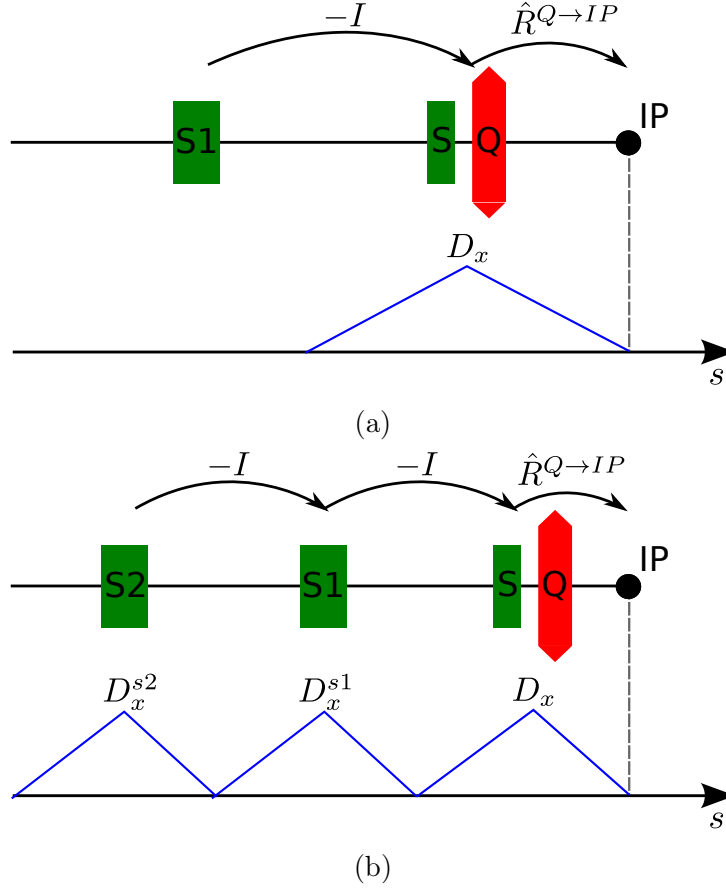 −I R̂^{Q→IP}
S1 S Q IP
D_x
s
(a)
−I −I R̂^{Q→IP}
S2 S1 S Q IP
D_x^{s2} D_x^{s1} D_x
s
(b)